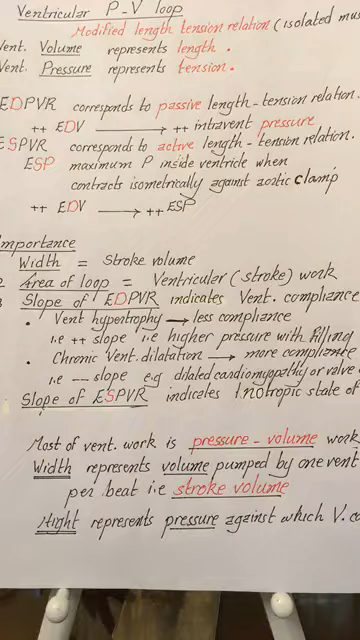 Ventricular P-V loop
Modified length tension relation (isolated mus
Vent. Volume represents length.
Vent. Pressure represents tension.
EDPVR corresponds to passive length-tension relation.
++ EDV → ++ intravent pressure
ESPVR corresponds to active length-tension relation.
ESP maximum P inside ventricle when
contracts isometrically against aortic clamp
++ EDV → ++ ESP
Importance
Width = Stroke volume
2 Area of loop = Ventricular (stroke) work
3 Slope of EDPVR indicates Vent. compliance
• Vent hypertrophy → less compliance
i.e ++ slope i.e higher pressure with filling
• Chronic Vent. dilatation → more compliance
i.e -- slope e.g dilated cardiomyopathy or valve
Slope of ESPVR indicates Inotropic state of
Most of vent. work is pressure-volume work
Width represents volume pumped by one vent
per beat i.e stroke volume
Hight represents pressure against which V. co